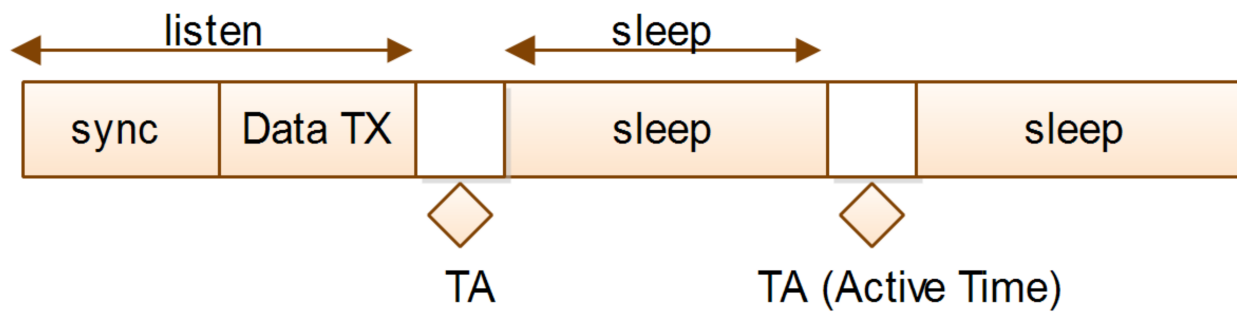 listen sleep
sync Data TX sleep sleep
TA TA (Active Time)